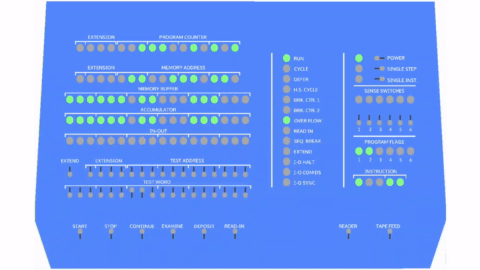 EXTENSION PROGRAM COUNTER
EXTENSION MEMORY ADDRESS
MEMORY BUFFER
ACCUMULATOR
IN-OUT
EXTEND EXTENSION TEST ADDRESS
TEST WORD
START STOP CONTINUE EXAMINE DEPOSIT READ-IN
RUN
CYCLE
DEFER
H.S. CYCLE
BRK. CTR. 1
BRK. CTR. 2
OVER FLOW
READ IN
SEQ. BREAK
EXTEND
I-O HALT
I-O COM'DS
I-O SYNC
POWER
SINGLE STEP
SINGLE INST.
SENSE SWITCHES
1 2 3 4 5 6
PROGRAM FLAGS
1 2 3 4 5 6
INSTRUCTION
READER TAPE FEED